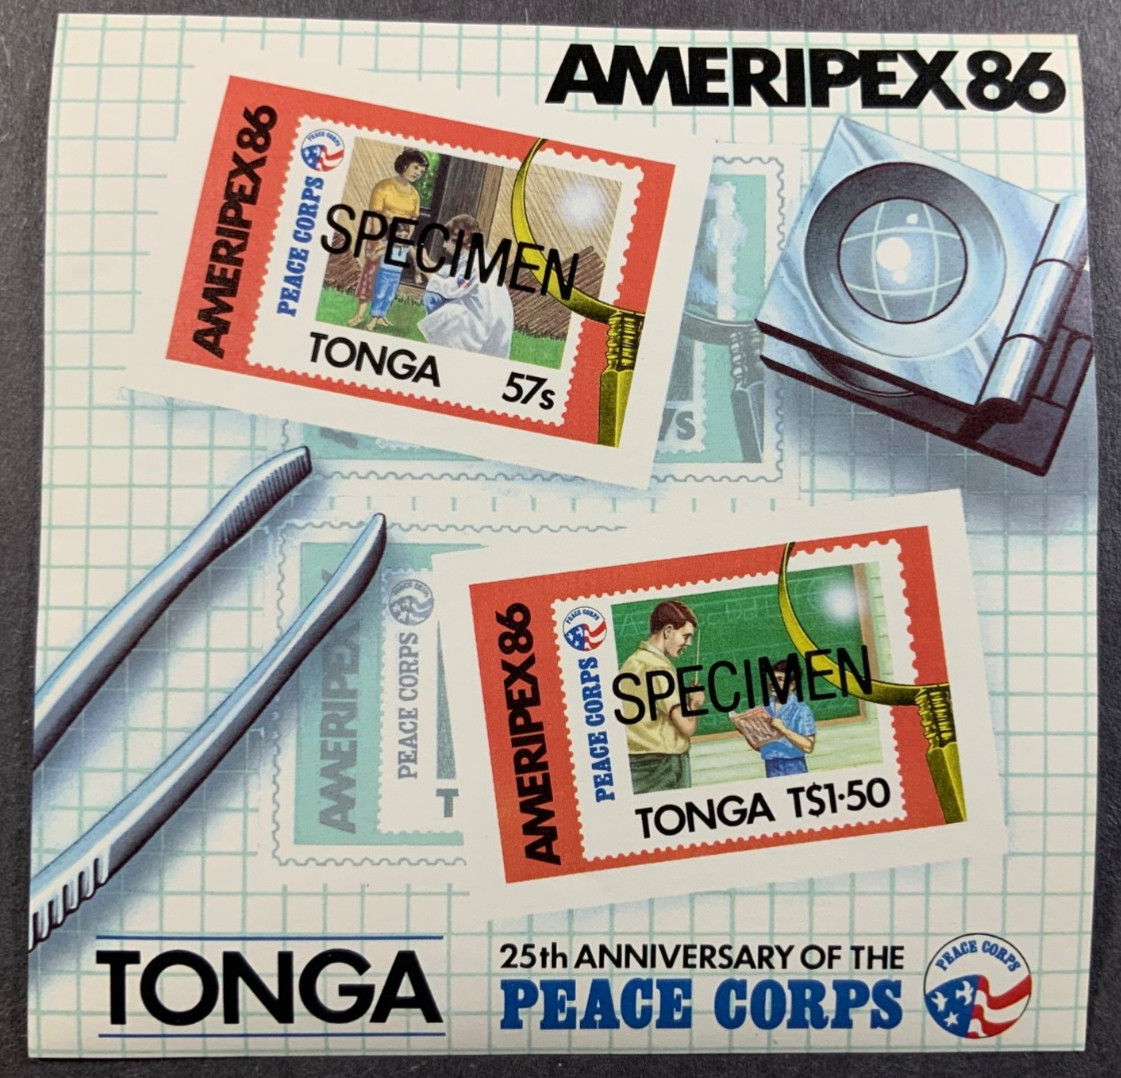 AMERIPEX 86
AMERIPEX 86
PEACE CORPS
PEACE CORPS
SPECIMEN
TONGA 57s
7s
AMERIPEX
PEACE CORPS
T
AMERIPEX 86
PEACE CORPS
PEACE CORPS
SPECIMEN
TONGA T$1·50
TONGA
25th ANNIVERSARY OF THE
PEACE CORPS
PEACE CORPS